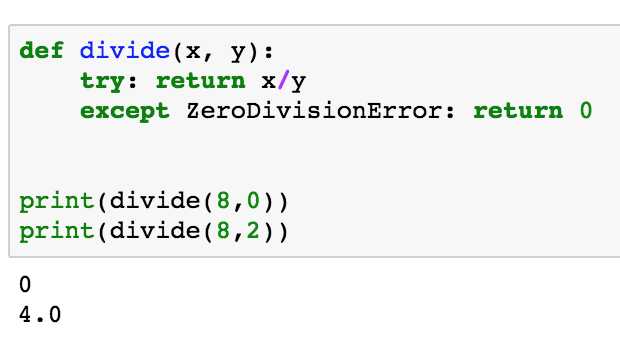 def divide(x, y):
    try: return x/y
    except ZeroDivisionError: return 0
print(divide(8,0))
print(divide(8,2))
0
4.0